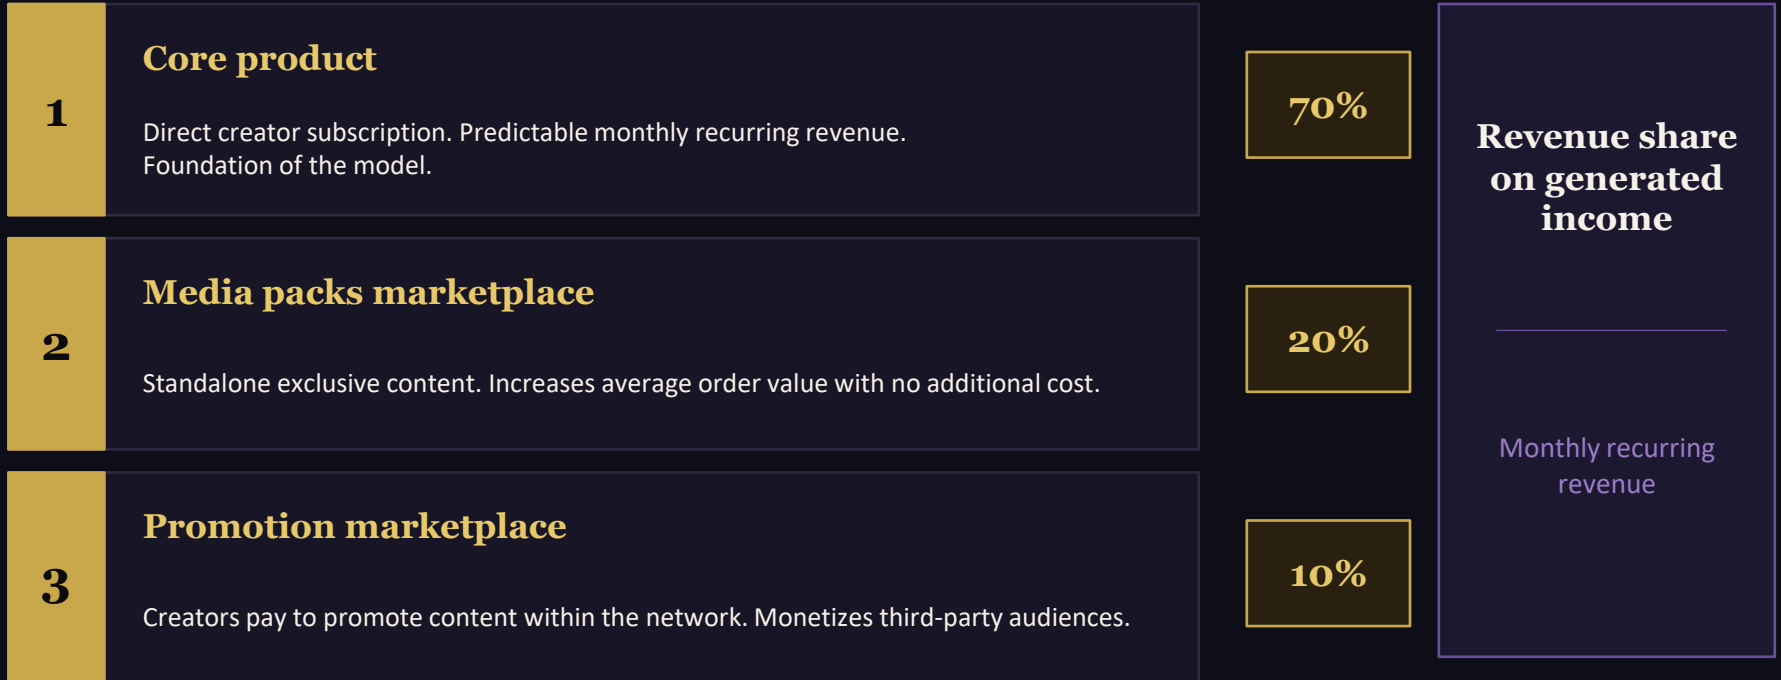 1
Core product
Direct creator subscription. Predictable monthly recurring revenue.
Foundation of the model.
70%
2
Media packs marketplace
Standalone exclusive content. Increases average order value with no additional cost.
20%
3
Promotion marketplace
Creators pay to promote content within the network. Monetizes third-party audiences.
10%
Revenue share
on generated
income
Monthly recurring
revenue